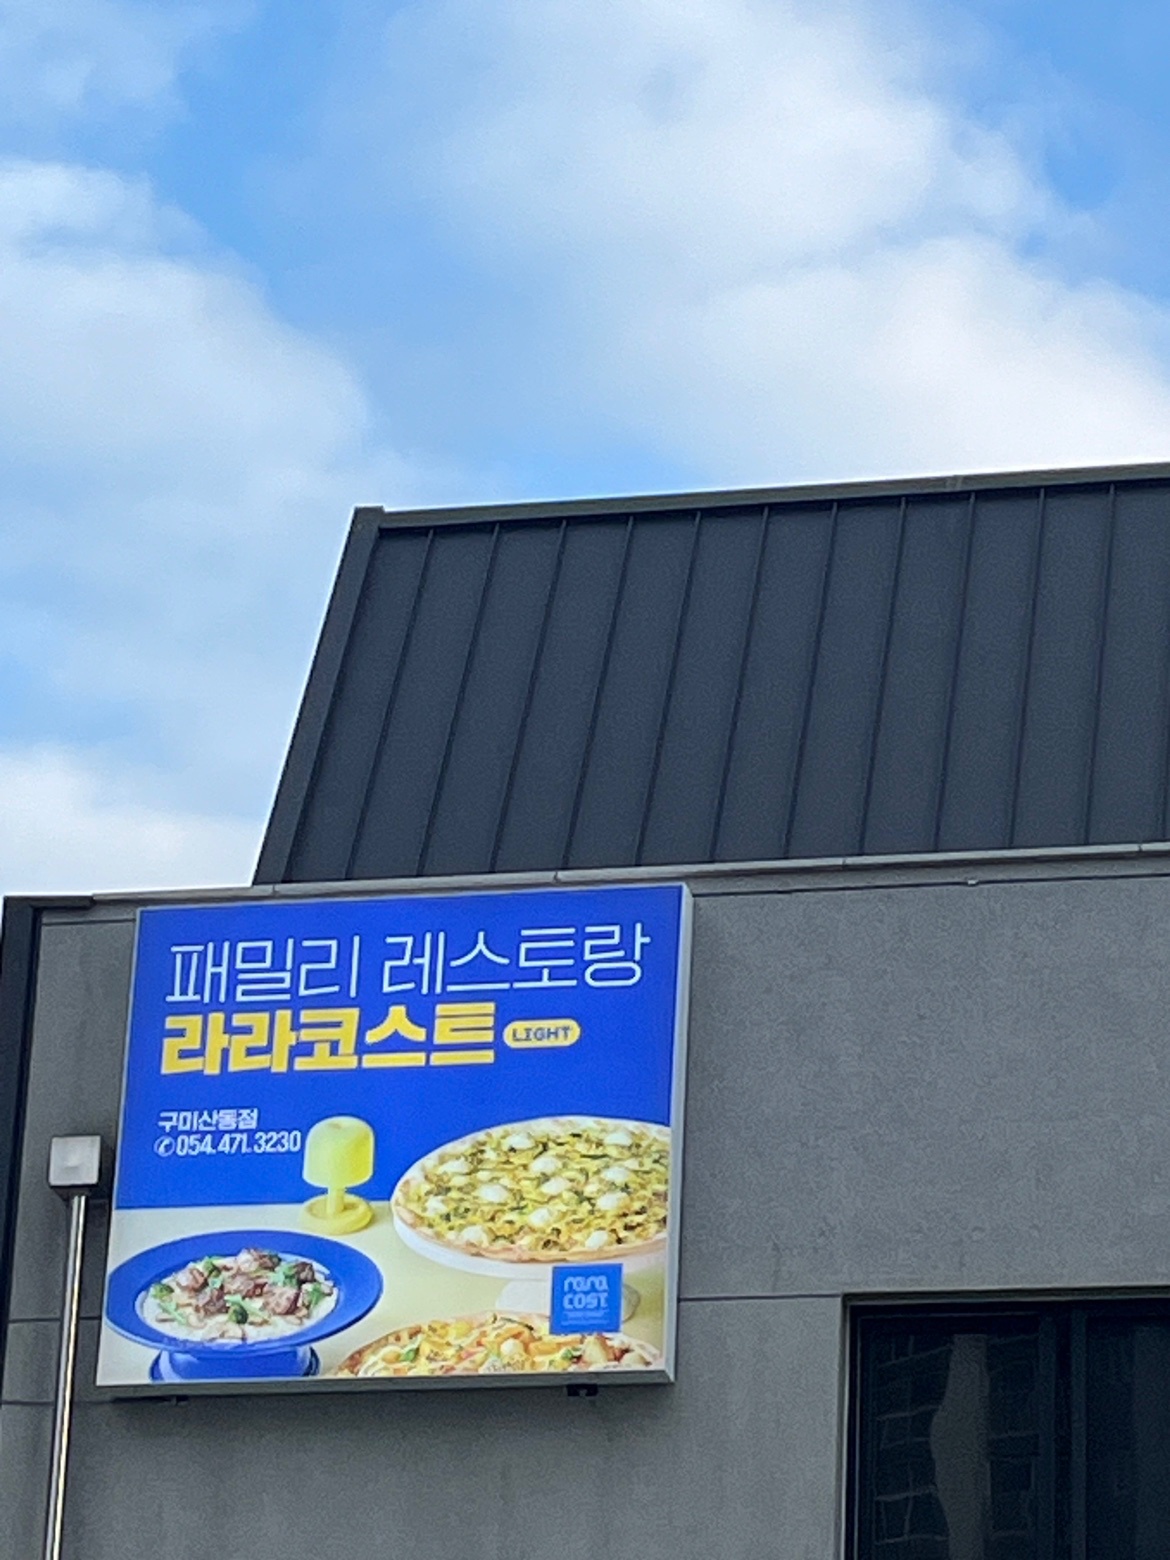 패밀리 레스토랑
라라코스트 LIGHT
구미산동점
✆ 054.471.3230
rara
COST